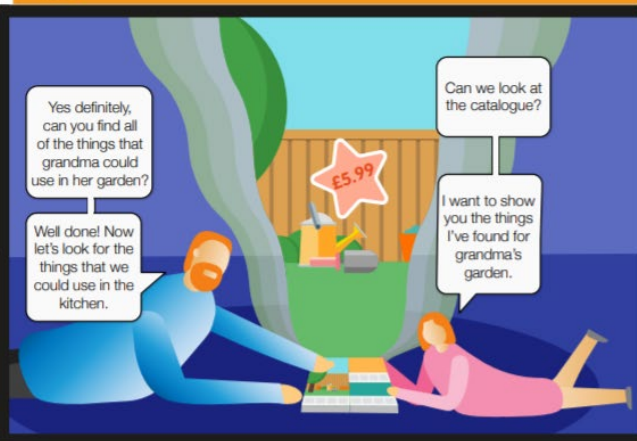 Can we look at
the catalogue?
Yes definitely,
can you find all
of the things that
grandma could
use in her garden?
I want to show
you the things
I've found for
grandma's
garden.
Well done! Now
let's look for the
things that we
could use in the
kitchen.
£5.99